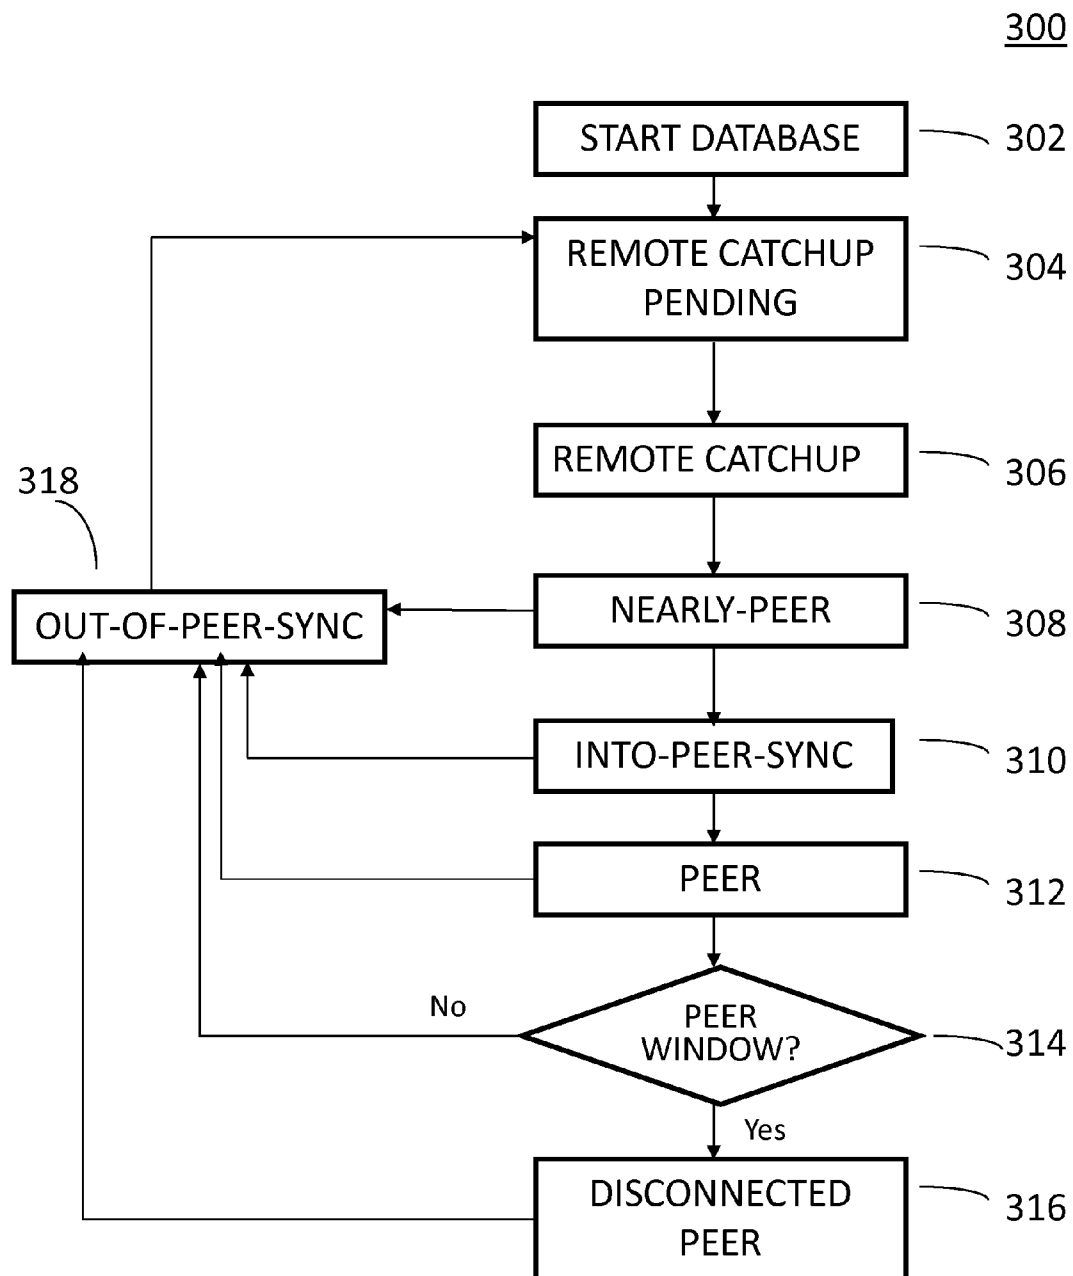 300
START DATABASE
302
REMOTE CATCHUP
PENDING
304
REMOTE CATCHUP
306
318
OUT-OF-PEER-SYNC
NEARLY-PEER
308
INTO-PEER-SYNC
310
PEER
312
No
PEER
WINDOW?
314
Yes
DISCONNECTED
PEER
316